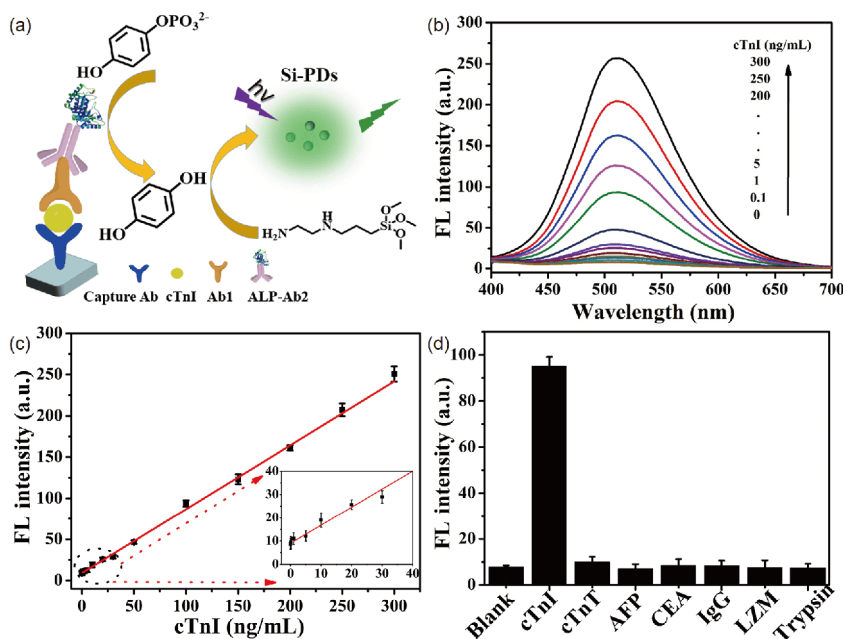 (a)
OPO₃²⁻
HO
hν
Si-PDs
OH
HO
H₂N
H
N
O
Si
O
O
Capture Ab cTnI Ab1 ALP-Ab2
(b)
300
250
200
150
100
50
0
FL intensity (a.u.)
cTnI (ng/mL)
300
250
200
.
.
.
5
1
0.1
0
400 450 500 550 600 650 700
Wavelength (nm)
(c)
300
250
200
150
100
50
0
FL intensity (a.u.)
40
30
20
10
0
0 10 20 30 40
0 50 100 150 200 250 300
cTnI (ng/mL)
(d)
100
80
60
40
20
0
FL intensity (a.u.)
Blank cTnI cTnT AFP CEA IgG LZM Trypsin